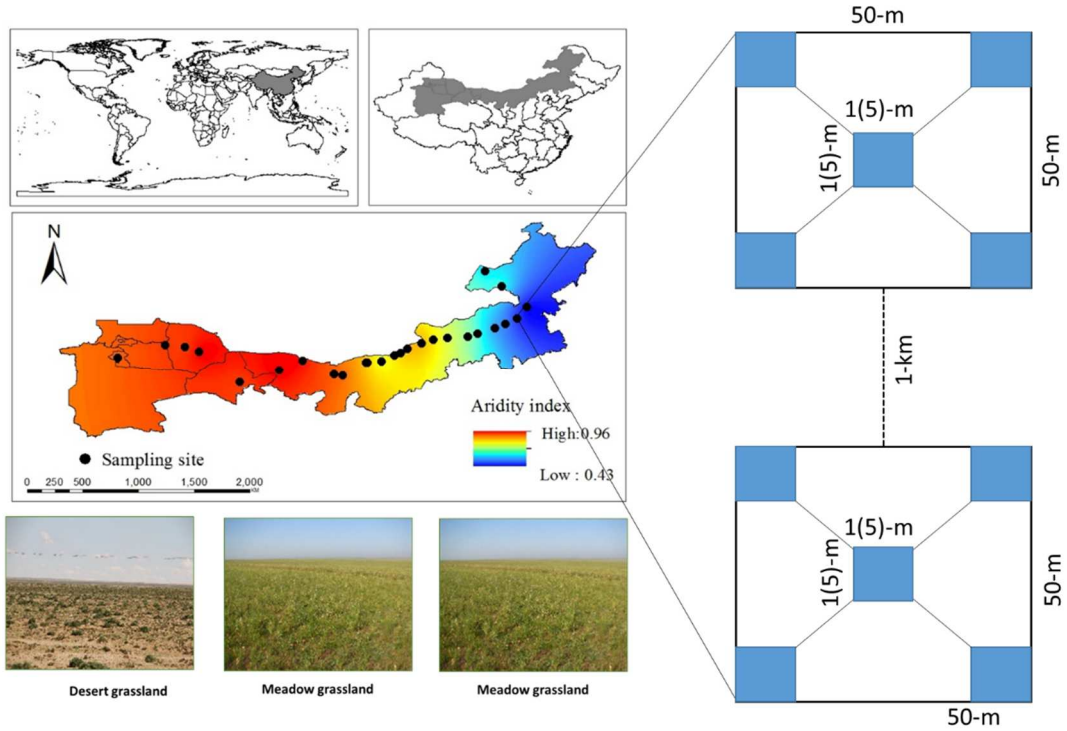 50-m
1(5)-m
1(5)-m
50-m
N
Aridity index
High:0.96
Low : 0.43
Sampling site
0 250 500 1,000 1,500 2,000
KM
1-km
1(5)-m
1(5)-m
50-m
50-m
Desert grassland
Meadow grassland
Meadow grassland